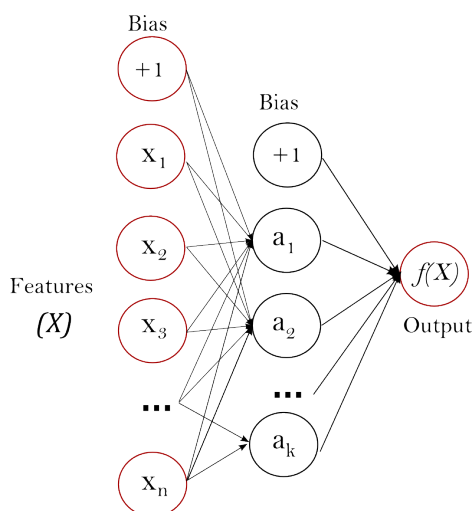 Bias
+1
x₁
x₂
x₃
...
xₙ
Features
(X)
Bias
+1
a₁
a₂
...
aₖ
f(X)
Output